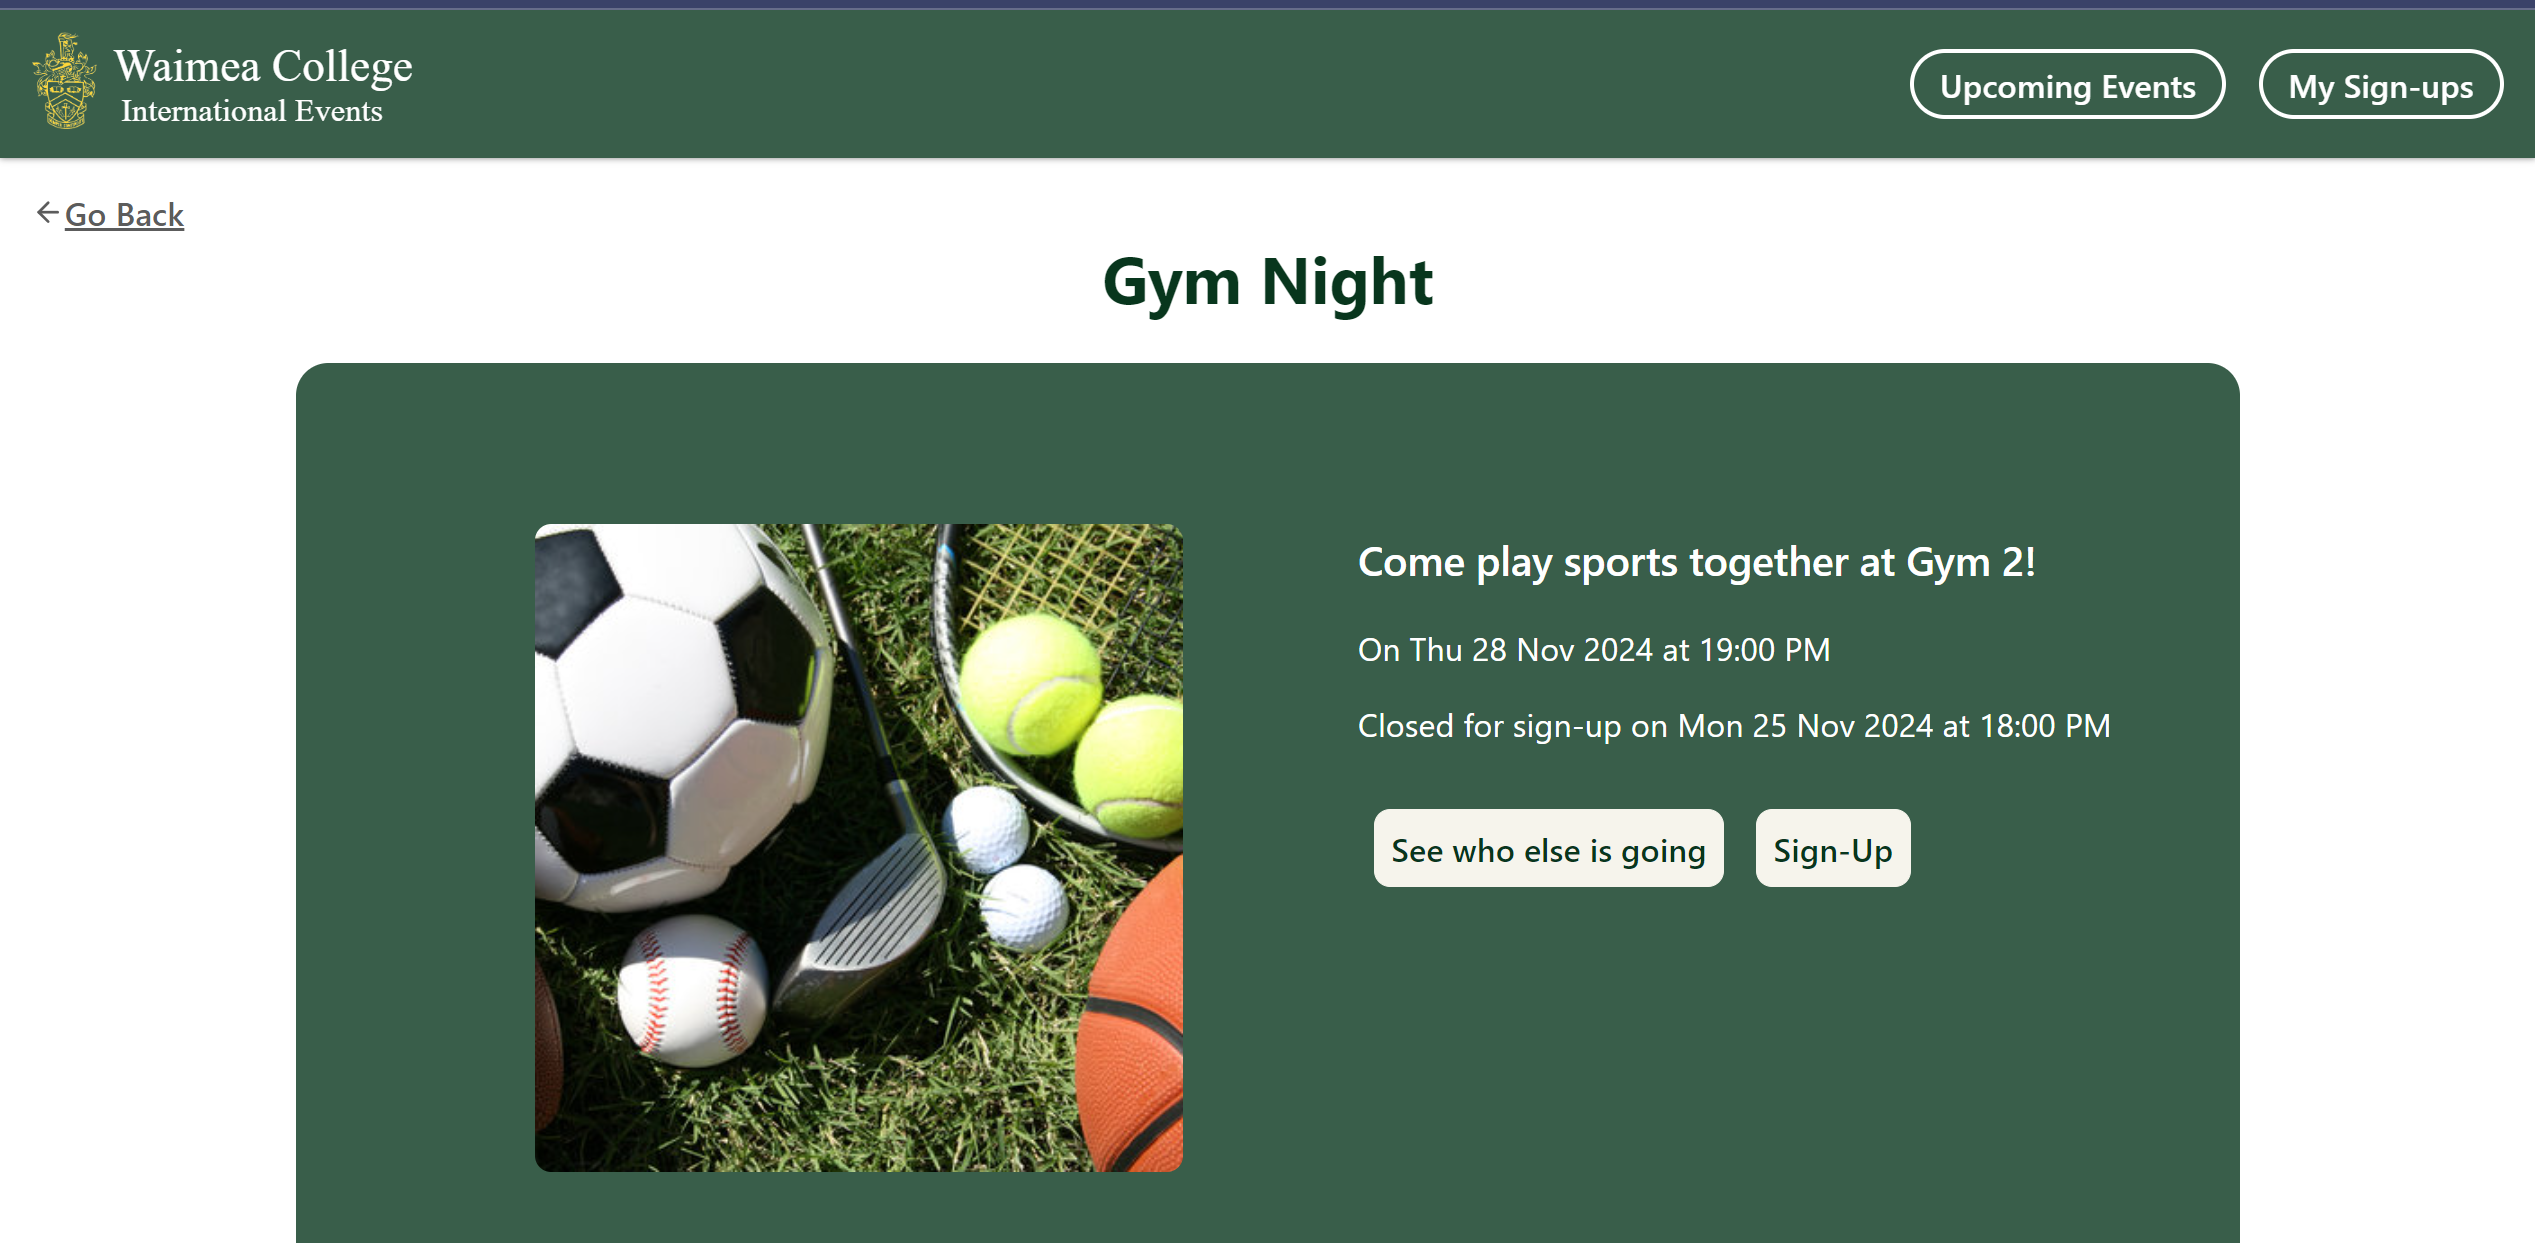 Waimea College
International Events
Upcoming Events
My Sign-ups
Go Back
Gym Night
Come play sports together at Gym 2!
On Thu 28 Nov 2024 at 19:00 PM
Closed for sign-up on Mon 25 Nov 2024 at 18:00 PM
See who else is going
Sign-Up